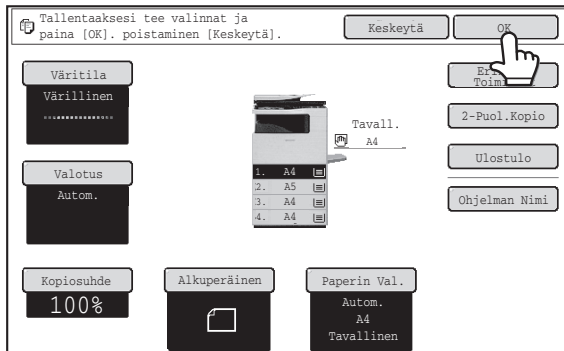 Tallentaaksesi tee valinnat ja
paina [OK]. poistaminen [Keskeytä].
Keskeytä
OK
Väritila
Värillinen
Valotus
Autom.
Tavall.
A4
1. A4
2. A5
3. A4
4. A4
2-Puol.Kopio
Ulostulo
Ohjelman Nimi
Kopiosuhde
100%
Alkuperäinen
Paperin Val.
Autom.
A4
Tavallinen